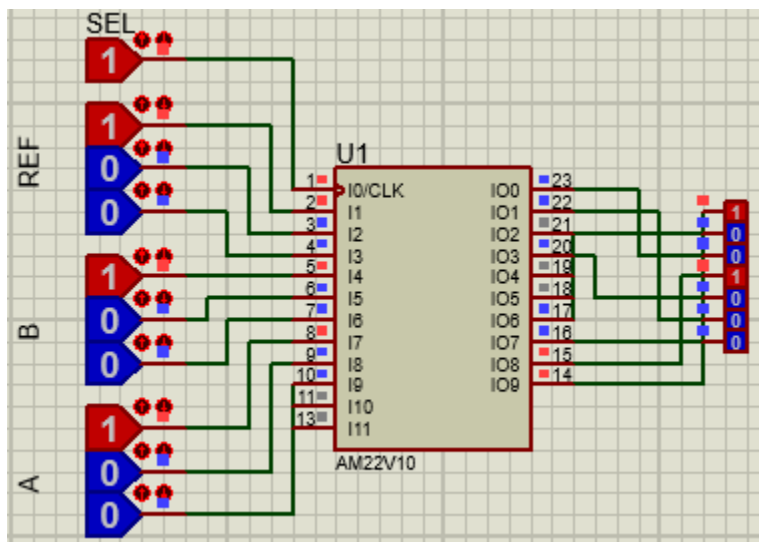 SEL
1
REF
1
0
0
B
1
0
0
A
1
0
0
U1
1 I0/CLK IO0 23
2 I1 IO1 22
3 I2 IO2 21
4 I3 IO3 20
5 I4 IO4 19
6 I5 IO5 18
7 I6 IO6 17
8 I7 IO7 16
9 I8 IO8 15
10 I9 IO9 14
11 I10
13 I11
AM22V10
1
0
0
1
0
0
0